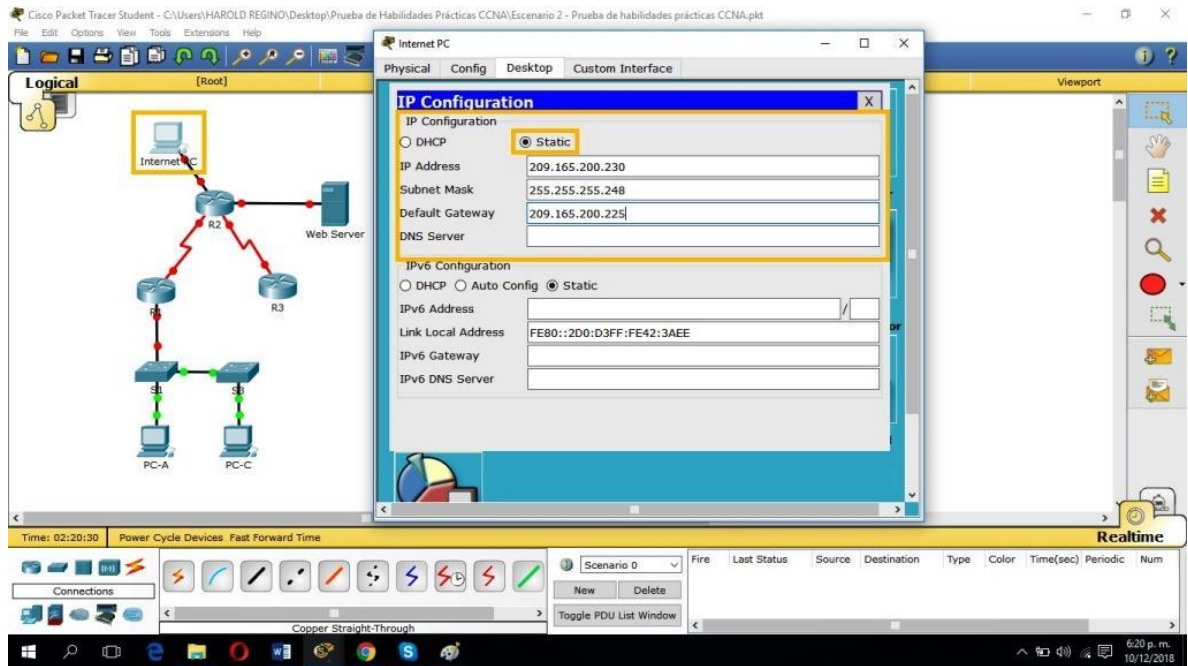 Cisco Packet Tracer Student - C:\Users\HAROLD REGINO\Desktop\Prueba de Habilidades Prácticas CCNA\Escenario 2 - Prueba de habilidades prácticas CCNA.pkt
File Edit Options View Tools Extensions Help
Logical
[Root]
Viewport
Internet PC
R2
Web Server
R3
S1
S3
PC-A
PC-C
Internet PC
Physical Config Desktop Custom Interface
IP Configuration X
IP Configuration
DHCP Static
IP Address 209.165.200.230
Subnet Mask 255.255.255.248
Default Gateway 209.165.200.225
DNS Server
IPv6 Configuration
DHCP Auto Config Static
IPv6 Address /
Link Local Address FE80::2D0:D3FF:FE42:3AEE
IPv6 Gateway
IPv6 DNS Server
Time: 02:20:30 Power Cycle Devices Fast Forward Time
Realtime
Connections
Copper Straight-Through
Scenario 0
New Delete
Toggle PDU List Window
Fire Last Status Source Destination Type Color Time(sec) Periodic Num
6:20 p. m.
10/12/2018